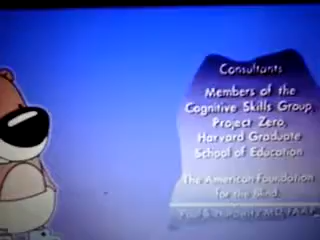 Consultants
Members of the
Cognitive Skills Group,
Project Zero,
Harvard Graduate
School of Education
The American Foundation
for the Blind,